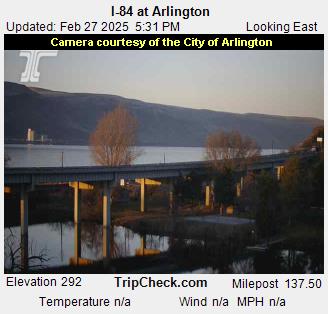 I-84 at Arlington
Updated: Feb 27 2025 5:31 PM Looking East
Camera courtesy of the City of Arlington
Elevation 292 TripCheck.com Milepost 137.50
Temperature n/a Wind n/a MPH n/a